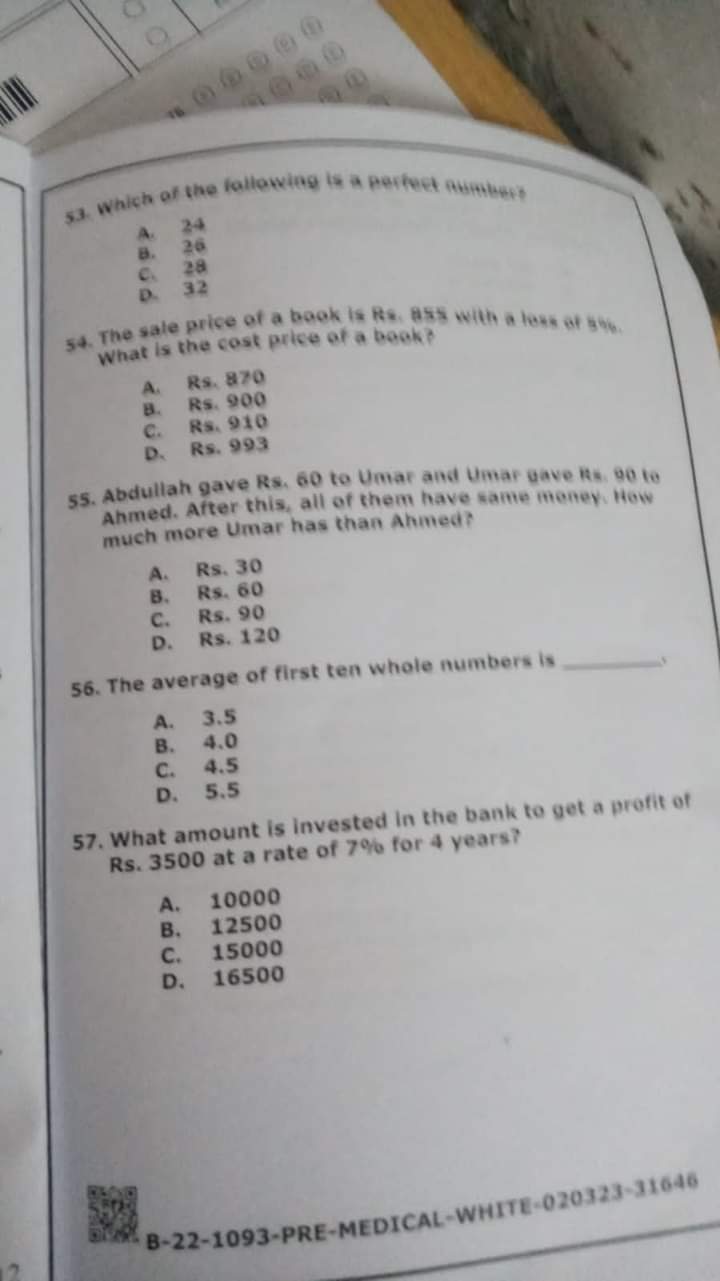 53. Which of the following is a perfect number?
A. 24
B. 26
C. 28
D. 32
54. The sale price of a book is Rs. 855 with a loss of 5%.
What is the cost price of a book?
A. Rs. 870
B. Rs. 900
C. Rs. 910
D. Rs. 993
55. Abdullah gave Rs. 60 to Umar and Umar gave Rs. 90 to
Ahmed. After this, all of them have same money. How
much more Umar has than Ahmed?
A. Rs. 30
B. Rs. 60
C. Rs. 90
D. Rs. 120
56. The average of first ten whole numbers is ________.
A. 3.5
B. 4.0
C. 4.5
D. 5.5
57. What amount is invested in the bank to get a profit of
Rs. 3500 at a rate of 7% for 4 years?
A. 10000
B. 12500
C. 15000
D. 16500
B-22-1093-PRE-MEDICAL-WHITE-020323-31646